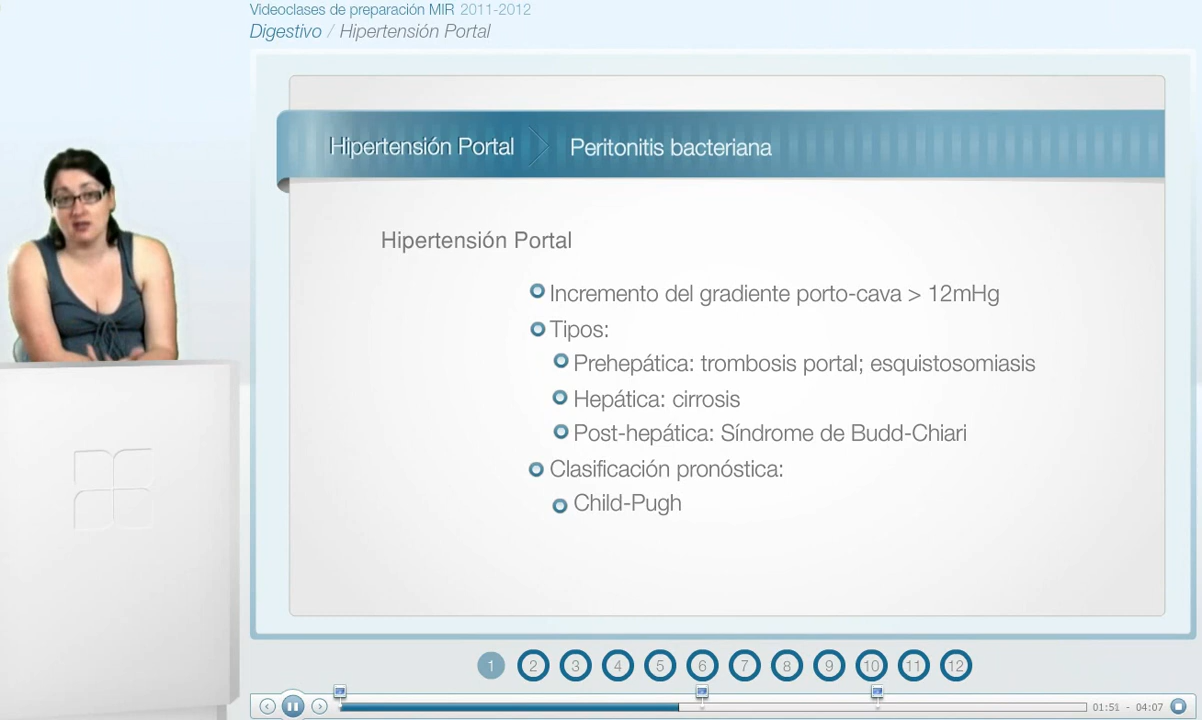 Videoclases de preparación MIR 2011-2012
Digestivo / Hipertensión Portal
Hipertensión Portal Peritonitis bacteriana
Hipertensión Portal
Incremento del gradiente porto-cava > 12mHg
Tipos:
Prehepática: trombosis portal; esquistosomiasis
Hepática: cirrosis
Post-hepática: Síndrome de Budd-Chiari
Clasificación pronóstica:
Child-Pugh
1 2 3 4 5 6 7 8 9 10 11 12
01:51 - 04:07